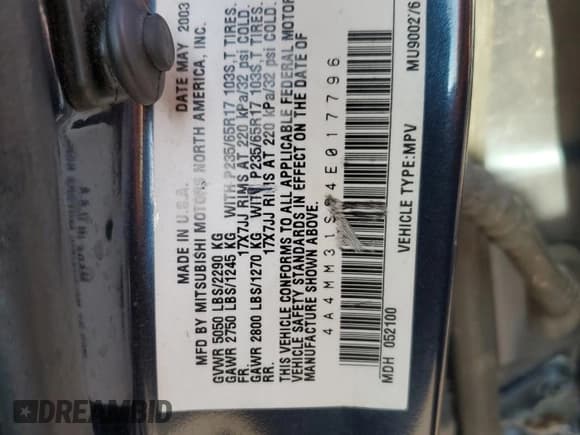 MADE IN U.S.A. DATE MAY 2003
MFD BY MITSUBISHI MOTORS NORTH AMERICA, INC.
GVWR 5050 LBS/2290 KG
GAWR 2750 LBS/1245 KG WITH P235/65R17 103S,T TIRES.
FR. 17X7JJ RIMS AT 220 kPa/32 psi COLD.
GAWR 2800 LBS/1270 KG WITH P235/65R17 103S,T TIRES.
RR. 17X7JJ RIMS AT 220 kPa/32 psi COLD.
THIS VEHICLE CONFORMS TO ALL APPLICABLE FEDERAL MOTOR
VEHICLE SAFETY STANDARDS IN EFFECT ON THE DATE OF
MANUFACTURE SHOWN ABOVE.
VEHICLE TYPE:MPV
MDH 052100 MU900276
DREAMBID